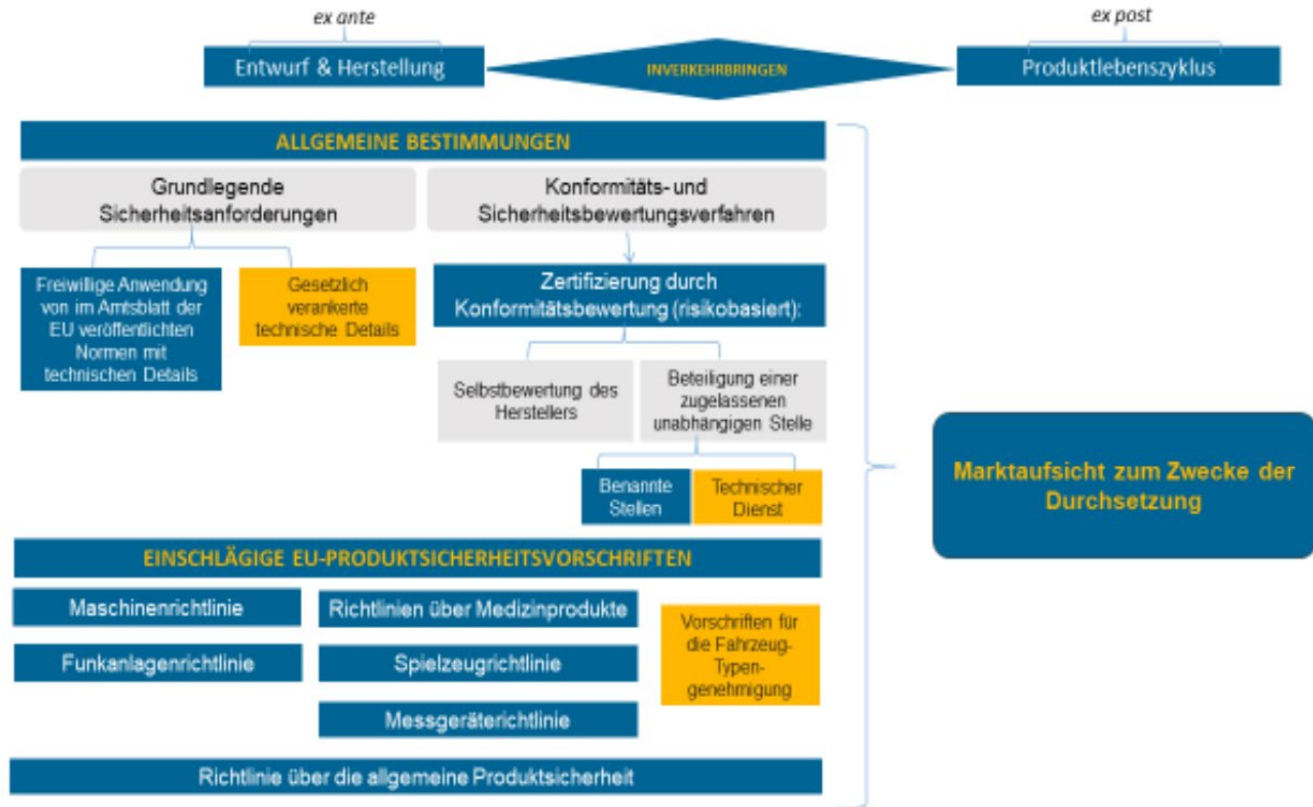 ex ante
ex post
Entwurf & Herstellung
INVERKEHRBRINGEN
Produktlebenszyklus
ALLGEMEINE BESTIMMUNGEN
Grundlegende
Sicherheitsanforderungen
Konformitäts- und
Sicherheitsbewertungsverfahren
Freiwillige Anwendung
von im Amtsblatt der
EU veröffentlichten
Normen mit
technischen Details
Gesetzlich
verankerte
technische Details
Zertifizierung durch
Konformitätsbewertung (risikobasiert):
Selbstbewertung des
Herstellers
Beteiligung einer
zugelassenen
unabhängigen Stelle
Benannte
Stellen
Technischer
Dienst
Marktaufsicht zum Zwecke der
Durchsetzung
EINSCHLÄGIGE EU-PRODUKTSICHERHEITSVORSCHRIFTEN
Maschinenrichtlinie
Richtlinien über Medizinprodukte
Vorschriften für
die Fahrzeug-
Typen-
genehmigung
Funkanlagenrichtlinie
Spielzeugrichtlinie
Messgeräterichtlinie
Richtlinie über die allgemeine Produktsicherheit